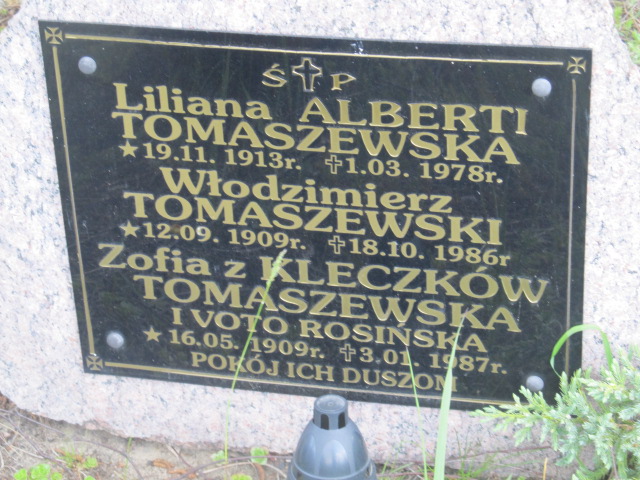 Ś P
Liliana ALBERTI
TOMASZEWSKA
★19.11. 1913r. ✝1.03. 1978r.
Włodzimierz
TOMASZEWSKI
★12.09. 1909r. ✝18.10. 1986r
Zofia z KLECZKÓW
TOMASZEWSKA
I VOTO ROSIŃSKA
★16.05. 1909r. ✝3.01. 1987r.
POKÓJ ICH DUSZOM